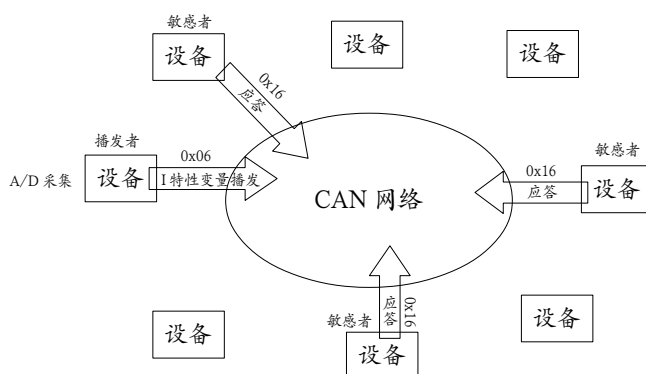 敏感者
设备
设备
设备
0x16
应答
播发者
0x06
敏感者
A/D 采集
设备
I 特性变量播发
CAN 网络
0x16
应答
设备
敏感者
应答
0x16
设备
设备
设备